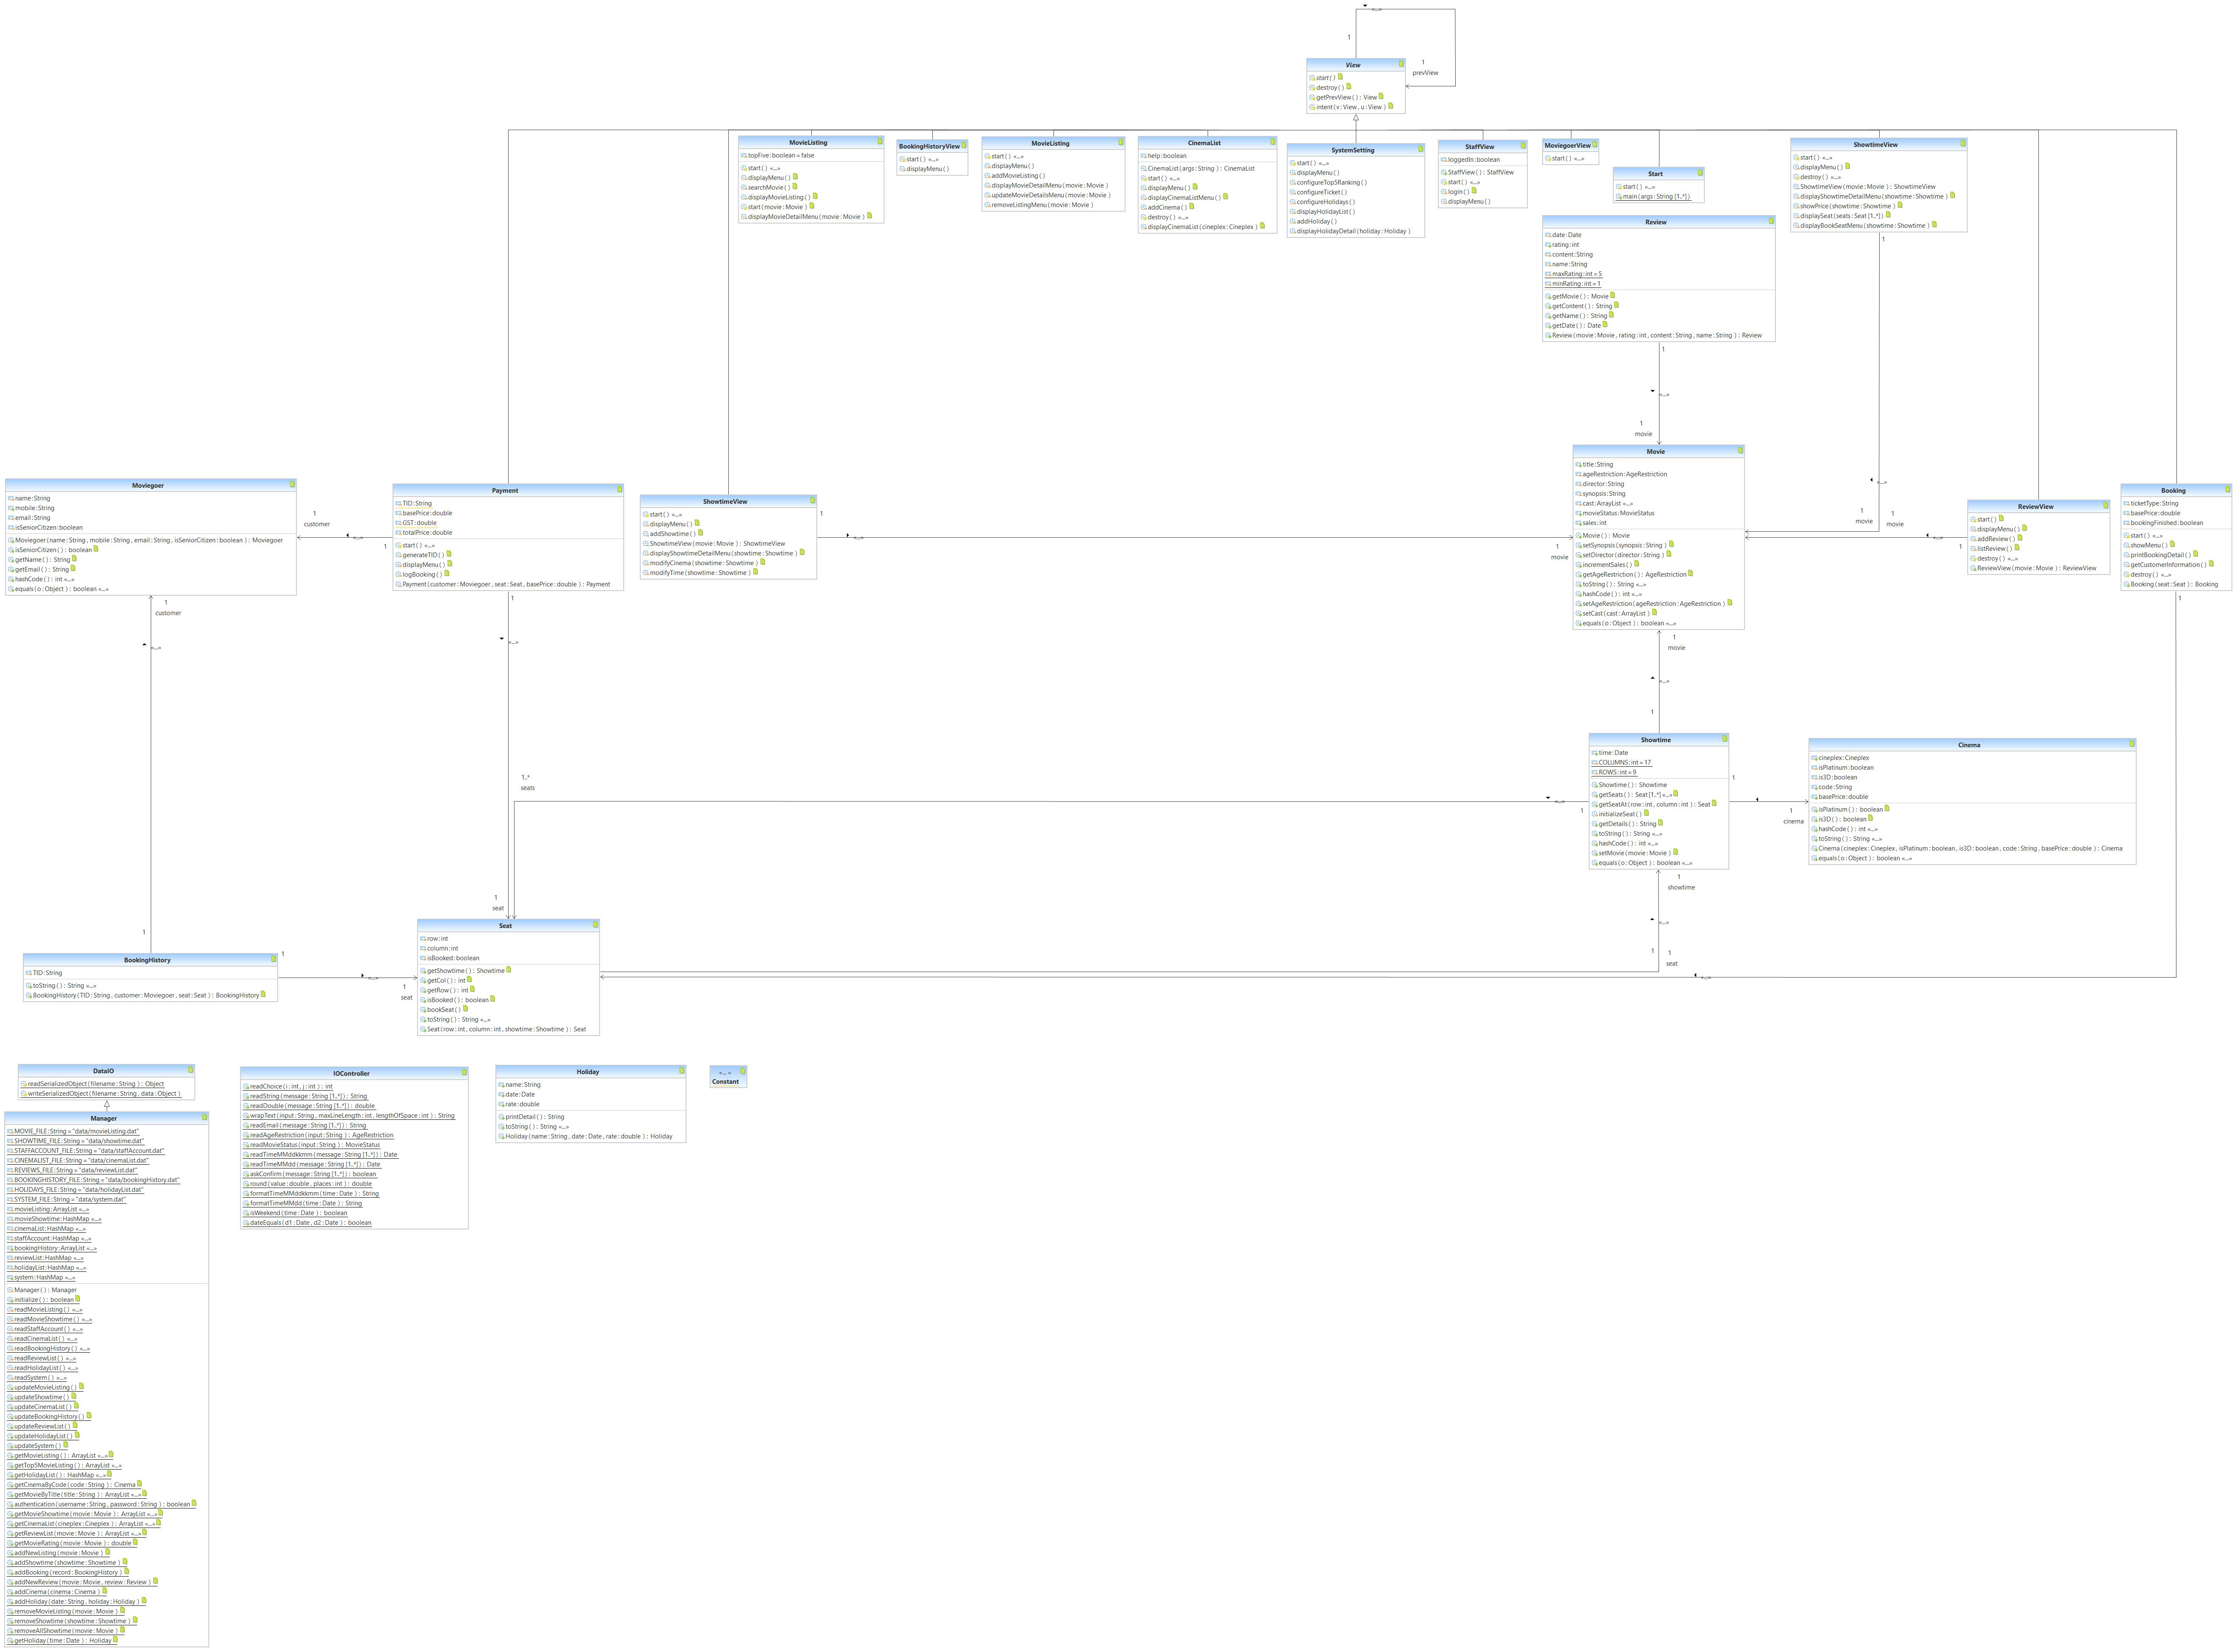 «...»
1
1
prevView
View
start ( )
destroy ( )
getPrevView ( ) : View
intent ( v : View , u : View )
MovieListing
topFive : boolean = false
start ( ) «...»
displayMenu ( )
searchMovie ( )
displayMovieListing ( )
start ( movie : Movie )
displayMovieDetailMenu ( movie : Movie )
BookingHistoryView
start ( ) «...»
displayMenu ( )
MovieListing
start ( ) «...»
displayMenu ( )
addMovieListing ( )
displayMovieDetailMenu ( movie : Movie )
updateMovieDetailsMenu ( movie : Movie )
removeListingMenu ( movie : Movie )
CinemaList
help : boolean
CinemaList ( args : String ) : CinemaList
start ( ) «...»
displayMenu ( )
displayCinemaListMenu ( )
addCinema ( )
destroy ( ) «...»
displayCinemaList ( cineplex : Cineplex )
SystemSetting
start ( ) «...»
displayMenu ( )
configureTop5Ranking ( )
configureTicket ( )
configureHolidays ( )
displayHolidayList ( )
addHoliday ( )
displayHolidayDetail ( holiday : Holiday )
StaffView
loggedIn : boolean
StaffView ( ) : StaffView
start ( ) «...»
login ( )
displayMenu ( )
MoviegoerView
start ( ) «...»
Start
start ( ) «...»
main ( args : String [1..*] )
ShowtimeView
start ( ) «...»
displayMenu ( )
destroy ( ) «...»
ShowtimeView ( movie : Movie ) : ShowtimeView
displayShowtimeDetailMenu ( showtime : Showtime )
showPrice ( showtime : Showtime )
displaySeat ( seats : Seat [1..*] )
displayBookSeatMenu ( showtime : Showtime )
1
Review
date : Date
rating : int
content : String
name : String
maxRating : int = 5
minRating : int = 1
getMovie ( ) : Movie
getContent ( ) : String
getName ( ) : String
getDate ( ) : Date
Review ( movie : Movie , rating : int , content : String , name : String ) : Review
1
«...»
1
movie
Movie
title : String
ageRestriction : AgeRestriction
director : String
synopsis : String
cast : ArrayList «...»
movieStatus : MovieStatus
sales : int
Movie ( ) : Movie
setSynopsis ( synopsis : String )
setDirector ( director : String )
incrementSales ( )
getAgeRestriction ( ) : AgeRestriction
toString ( ) : String «...»
hashCode ( ) : int «...»
setAgeRestriction ( ageRestriction : AgeRestriction )
setCast ( cast : ArrayList )
equals ( o : Object ) : boolean «...»
«...»
1
movie
1
movie
«...»
1
ReviewView
start ( )
displayMenu ( )
addReview ( )
listReview ( )
destroy ( ) «...»
ReviewView ( movie : Movie ) : ReviewView
Booking
ticketType : String
basePrice : double
bookingFinished : boolean
start ( ) «...»
showMenu ( )
printBookingDetail ( )
getCustomerInformation ( )
destroy ( ) «...»
Booking ( seat : Seat ) : Booking
1
Moviegoer
name : String
mobile : String
email : String
isSeniorCitizen : boolean
Moviegoer ( name : String , mobile : String , email : String , isSeniorCitizen : boolean ) : Moviegoer
isSeniorCitizen ( ) : boolean
getName ( ) : String
getEmail ( ) : String
hashCode ( ) : int «...»
equals ( o : Object ) : boolean «...»
1
customer
«...»
1
Payment
TID : String
basePrice : double
GST : double
totalPrice : double
start ( ) «...»
generateTID ( )
displayMenu ( )
logBooking ( )
Payment ( customer : Moviegoer , seat : Seat , basePrice : double ) : Payment
1
ShowtimeView
start ( ) «...»
displayMenu ( )
addShowtime ( )
ShowtimeView ( movie : Movie ) : ShowtimeView
displayShowtimeDetailMenu ( showtime : Showtime )
modifyCinema ( showtime : Showtime )
modifyTime ( showtime : Showtime )
1
«...»
1
movie
1
customer
«...»
«...»
1
movie
«...»
1
Showtime
time : Date
COLUMNS : int = 17
ROWS : int = 9
Showtime ( ) : Showtime
getSeats ( ) : Seat [1..*] «...»
getSeatAt ( row : int , column : int ) : Seat
initializeSeat ( )
getDetails ( ) : String
toString ( ) : String «...»
hashCode ( ) : int «...»
setMovie ( movie : Movie )
equals ( o : Object ) : boolean «...»
1
1
cinema
Cinema
cineplex : Cineplex
isPlatinum : boolean
is3D : boolean
code : String
basePrice : double
isPlatinum ( ) : boolean
is3D ( ) : boolean
hashCode ( ) : int «...»
toString ( ) : String «...»
Cinema ( cineplex : Cineplex , isPlatinum : boolean , is3D : boolean , code : String , basePrice : double ) : Cinema
equals ( o : Object ) : boolean «...»
1..*
seats
«...»
1
1
showtime
«...»
1
1
seat
«...»
1
seat
Seat
row : int
column : int
isBooked : boolean
getShowtime ( ) : Showtime
getCol ( ) : int
getRow ( ) : int
isBooked ( ) : boolean
bookSeat ( )
toString ( ) : String «...»
Seat ( row : int , column : int , showtime : Showtime ) : Seat
1
BookingHistory
TID : String
toString ( ) : String «...»
BookingHistory ( TID : String , customer : Moviegoer , seat : Seat ) : BookingHistory
1
«...»
1
seat
DataIO
readSerializedObject ( filename : String ) : Object
writeSerializedObject ( filename : String , data : Object )
Manager
MOVIE_FILE : String = "data/movieListing.dat"
SHOWTIME_FILE : String = "data/showtime.dat"
STAFFACCOUNT_FILE : String = "data/staffAccount.dat"
CINEMALIST_FILE : String = "data/cinemaList.dat"
REVIEWS_FILE : String = "data/reviewList.dat"
BOOKINGHISTORY_FILE : String = "data/bookingHistory.dat"
HOLIDAYS_FILE : String = "data/holidayList.dat"
SYSTEM_FILE : String = "data/system.dat"
movieListing : ArrayList «...»
movieShowtime : HashMap «...»
cinemaList : HashMap «...»
staffAccount : HashMap «...»
bookingHistory : ArrayList «...»
reviewList : HashMap «...»
holidayList : HashMap «...»
system : HashMap «...»
Manager ( ) : Manager
initialize ( ) : boolean
readMovieListing ( ) «...»
readMovieShowtime ( ) «...»
readStaffAccount ( ) «...»
readCinemaList ( ) «...»
readBookingHistory ( ) «...»
readReviewList ( ) «...»
readHolidayList ( ) «...»
readSystem ( ) «...»
updateMovieListing ( )
updateShowtime ( )
updateCinemaList ( )
updateBookingHistory ( )
updateReviewList ( )
updateHolidayList ( )
updateSystem ( )
getMovieListing ( ) : ArrayList «...»
getTop5MovieListing ( ) : ArrayList «...»
getHolidayList ( ) : HashMap «...»
getCinemaByCode ( code : String ) : Cinema
getMovieByTitle ( title : String ) : ArrayList «...»
authentication ( username : String , password : String ) : boolean
getMovieShowtime ( movie : Movie ) : ArrayList «...»
getCinemaList ( cineplex : Cineplex ) : ArrayList «...»
getReviewList ( movie : Movie ) : ArrayList «...»
getMovieRating ( movie : Movie ) : double
addNewListing ( movie : Movie )
addShowtime ( showtime : Showtime )
addBooking ( record : BookingHistory )
addNewReview ( movie : Movie , review : Review )
addCinema ( cinema : Cinema )
addHoliday ( date : String , holiday : Holiday )
removeMovieListing ( movie : Movie )
removeShowtime ( showtime : Showtime )
removeAllShowtime ( movie : Movie )
getHoliday ( time : Date ) : Holiday
IOController
readChoice ( i : int , j : int ) : int
readString ( message : String [1..*] ) : String
readDouble ( message : String [1..*] ) : double
wrapText ( input : String , maxLineLength : int , lengthOfSpace : int ) : String
readEmail ( message : String [1..*] ) : String
readAgeRestriction ( input : String ) : AgeRestriction
readMovieStatus ( input : String ) : MovieStatus
readTimeMMddkkmm ( message : String [1..*] ) : Date
readTimeMMdd ( message : String [1..*] ) : Date
askConfirm ( message : String [1..*] ) : boolean
round ( value : double , places : int ) : double
formatTimeMMddkkmm ( time : Date ) : String
formatTimeMMdd ( time : Date ) : String
isWeekend ( time : Date ) : boolean
dateEquals ( d1 : Date , d2 : Date ) : boolean
Holiday
name : String
date : Date
rate : double
printDetail ( ) : String
toString ( ) : String «...»
Holiday ( name : String , date : Date , rate : double ) : Holiday
«...»
Constant